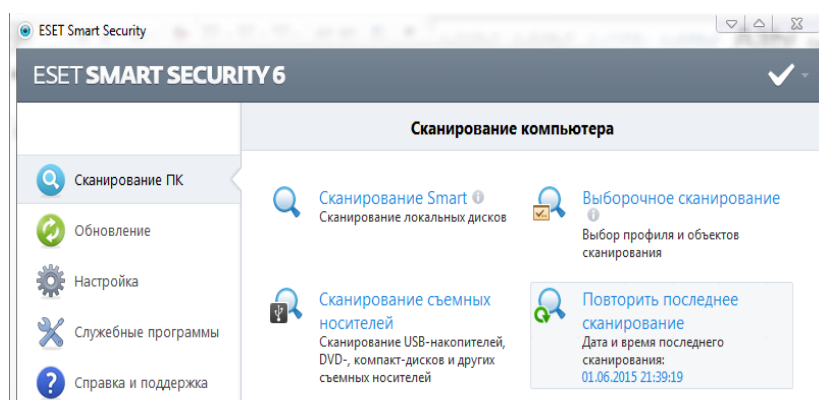 ESET Smart Security
ESET SMART SECURITY 6
Сканирование компьютера
Сканирование ПК
Обновление
Настройка
Служебные программы
Справка и поддержка
Сканирование Smart
Сканирование локальных дисков
Выборочное сканирование
Выбор профиля и объектов
сканирования
Сканирование съемных
носителей
Сканирование USB-накопителей,
DVD-, компакт-дисков и других
съемных носителей
Повторить последнее
сканирование
Дата и время последнего
сканирования:
01.06.2015 21:39:19